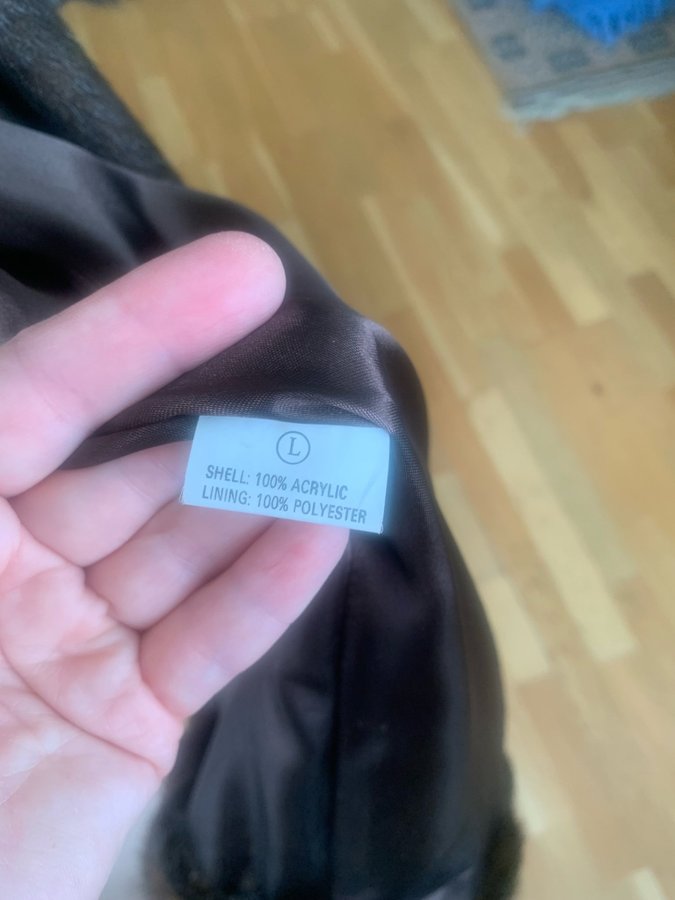 L
SHELL: 100% ACRYLIC
LINING: 100% POLYESTER